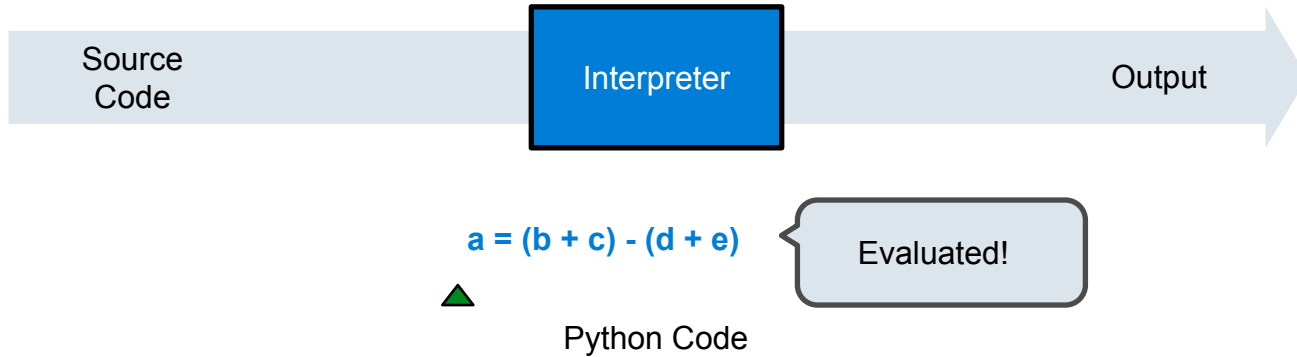 Source
Code
Interpreter
Output
a = (b + c) - (d + e)
Evaluated!
Python Code